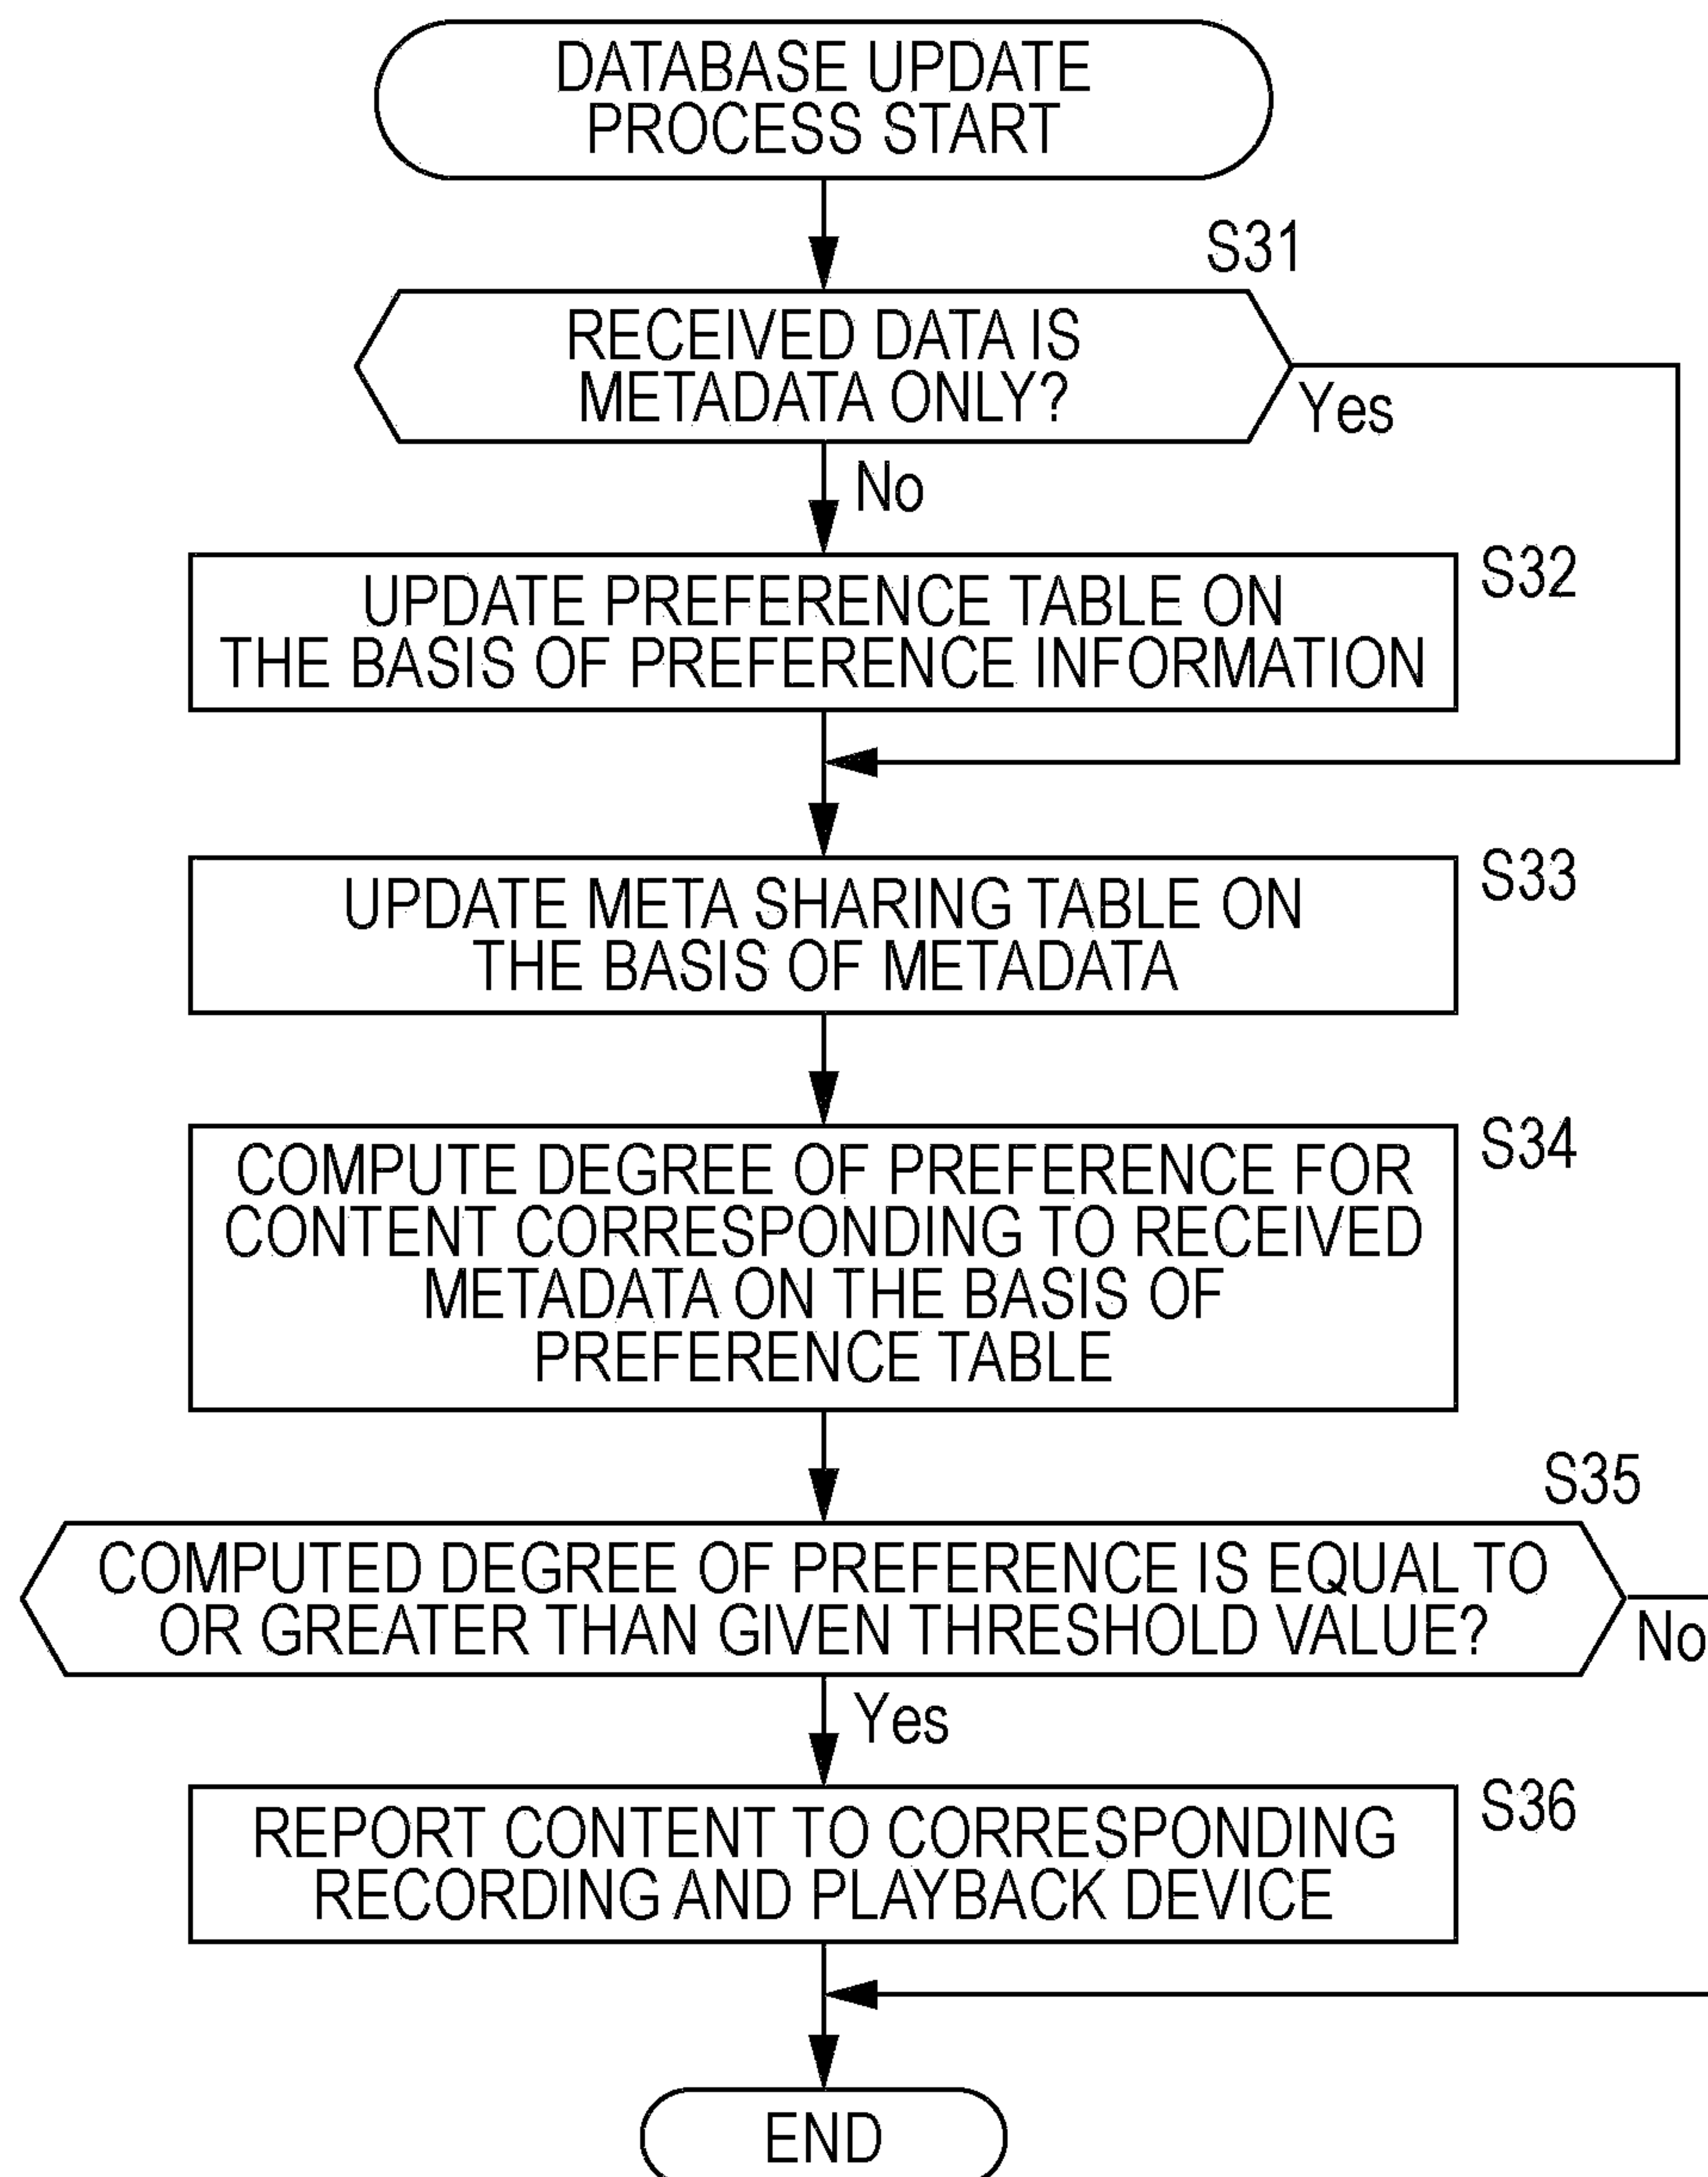 DATABASE UPDATE
PROCESS START
S31
RECEIVED DATA IS
METADATA ONLY?
Yes
No
S32
UPDATE PREFERENCE TABLE ON
THE BASIS OF PREFERENCE INFORMATION
S33
UPDATE META SHARING TABLE ON
THE BASIS OF METADATA
S34
COMPUTE DEGREE OF PREFERENCE FOR
CONTENT CORRESPONDING TO RECEIVED
METADATA ON THE BASIS OF
PREFERENCE TABLE
S35
COMPUTED DEGREE OF PREFERENCE IS EQUAL TO
OR GREATER THAN GIVEN THRESHOLD VALUE?
No
Yes
S36
REPORT CONTENT TO CORRESPONDING
RECORDING AND PLAYBACK DEVICE
END